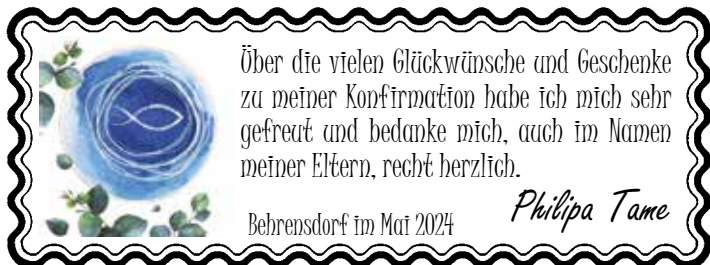 Über die vielen Glückwünsche und Geschenke
zu meiner Konfirmation habe ich mich sehr
gefreut und bedanke mich, auch im Namen
meiner Eltern, recht herzlich.
Philipa Tame
Behrensdorf im Mai 2024